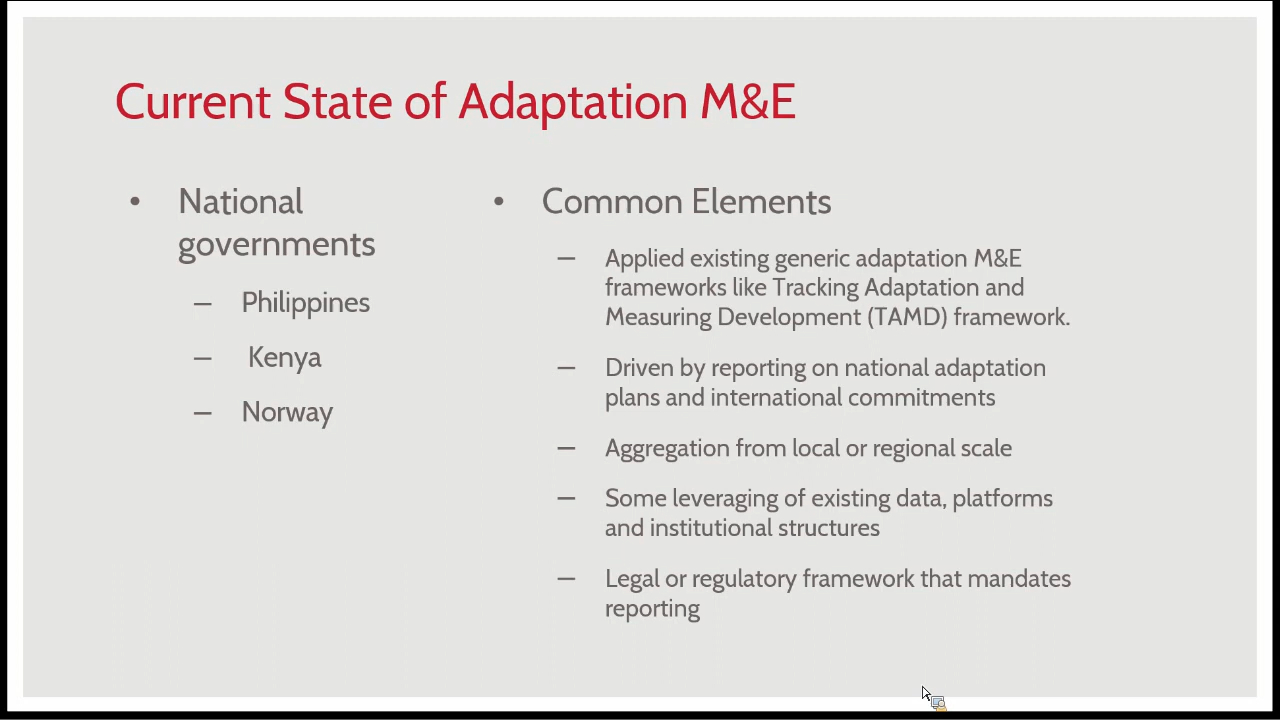 Current State of Adaptation M&E
• National
governments
– Philippines
– Kenya
– Norway
• Common Elements
– Applied existing generic adaptation M&E
frameworks like Tracking Adaptation and
Measuring Development (TAMD) framework.
– Driven by reporting on national adaptation
plans and international commitments
– Aggregation from local or regional scale
– Some leveraging of existing data, platforms
and institutional structures
– Legal or regulatory framework that mandates
reporting